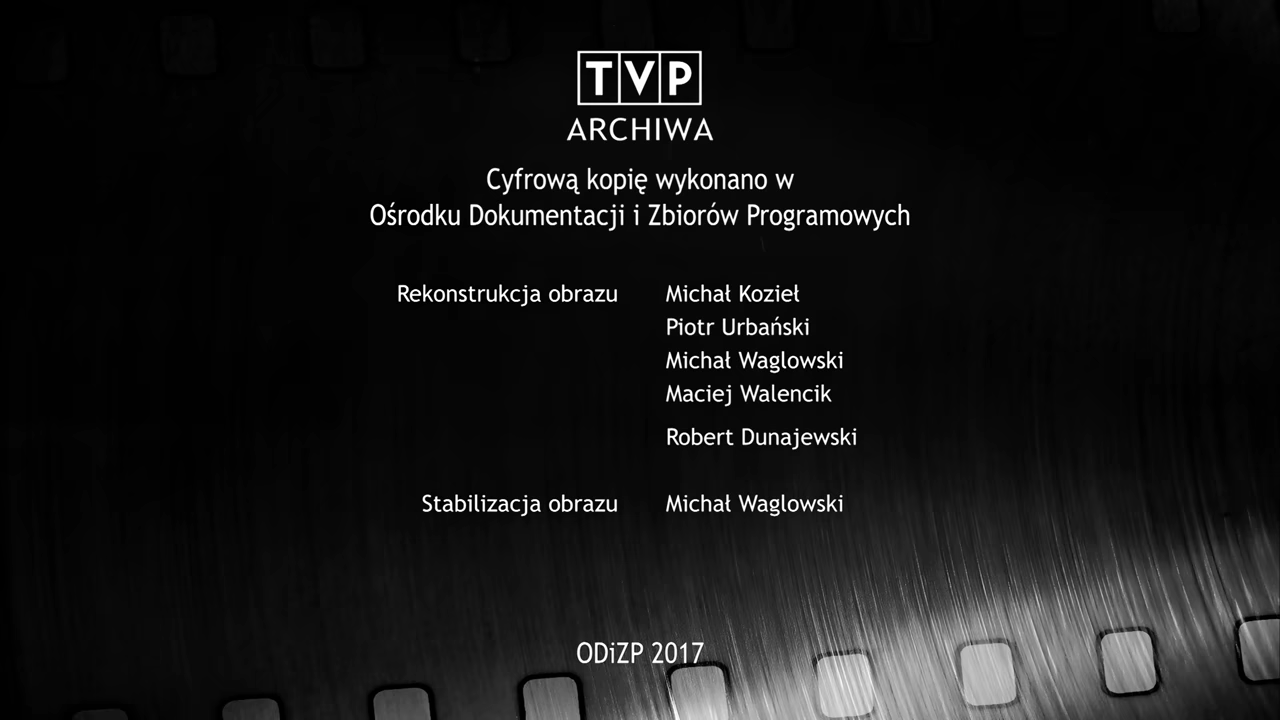 TVP
ARCHIWA
Cyfrową kopię wykonano w
Ośrodku Dokumentacji i Zbiorów Programowych
Rekonstrukcja obrazu Michał Kozieł
Piotr Urbański
Michał Waglowski
Maciej Walencik
Robert Dunajewski
Stabilizacja obrazu Michał Waglowski
ODiZP 2017